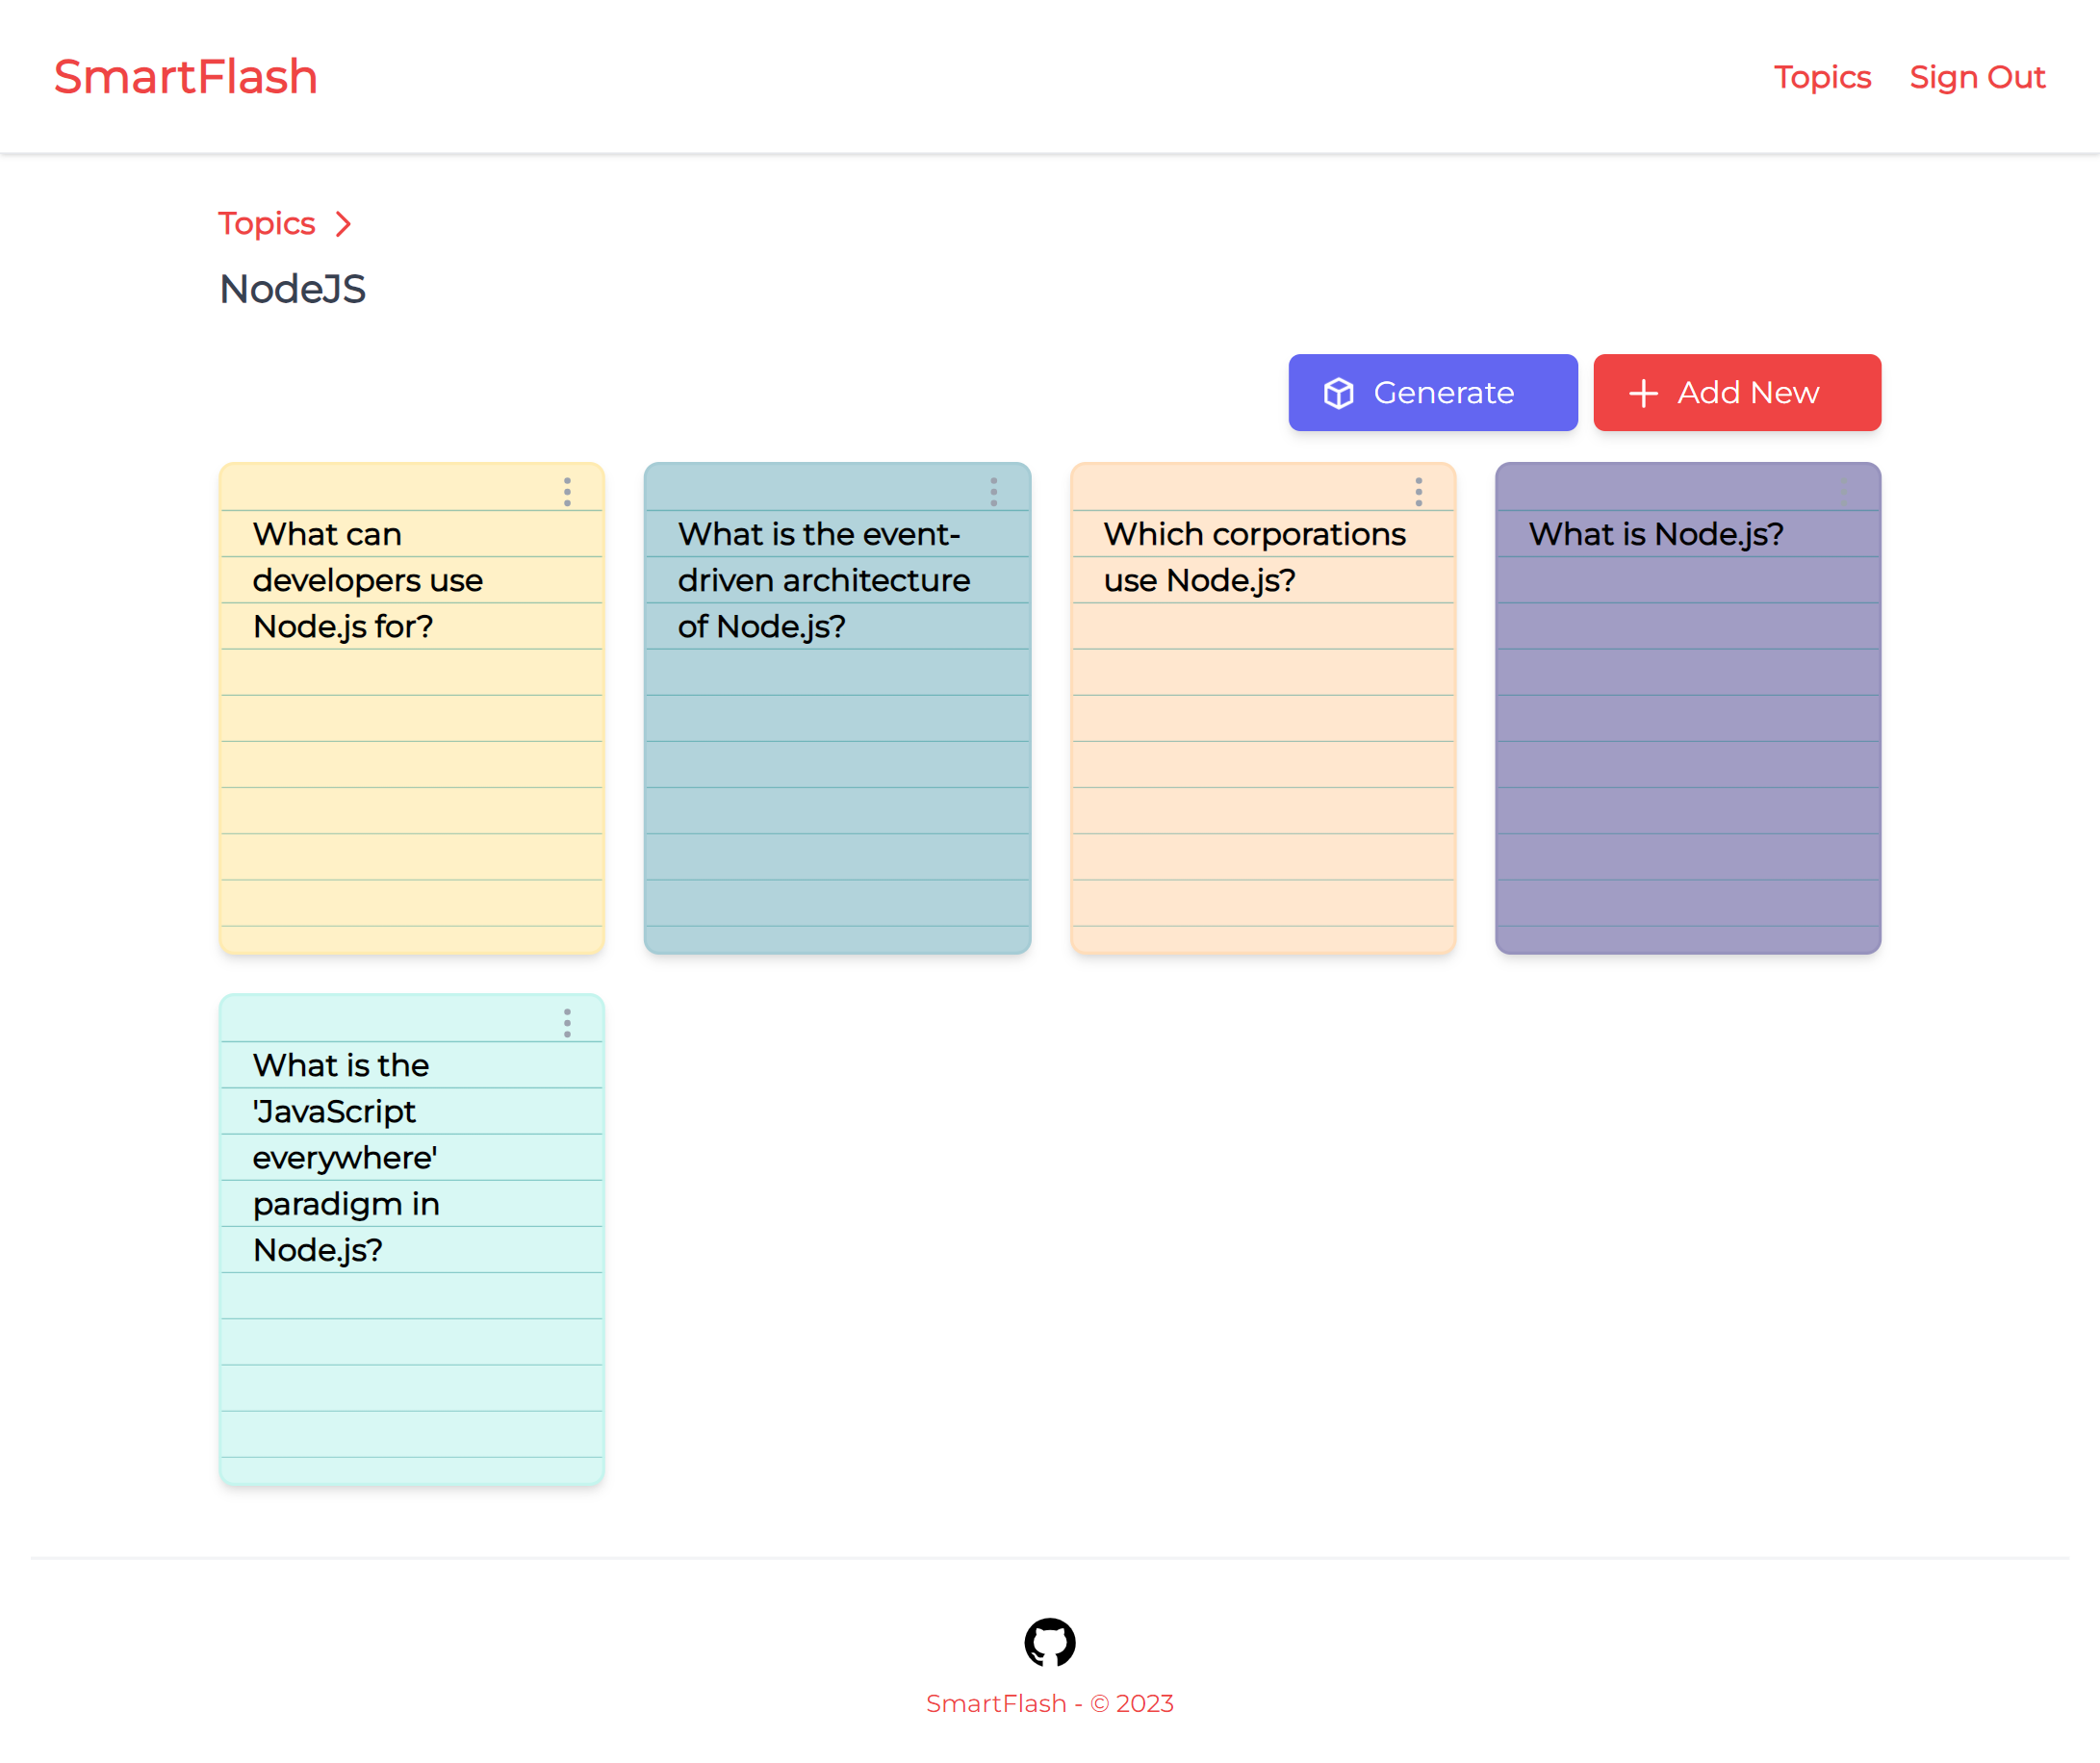 SmartFlash
Topics
Sign Out
Topics
NodeJS
Generate
Add New
What can
developers use
Node.js for?
What is the event-
driven architecture
of Node.js?
Which corporations
use Node.js?
What is Node.js?
What is the
'JavaScript
everywhere'
paradigm in
Node.js?
SmartFlash - © 2023